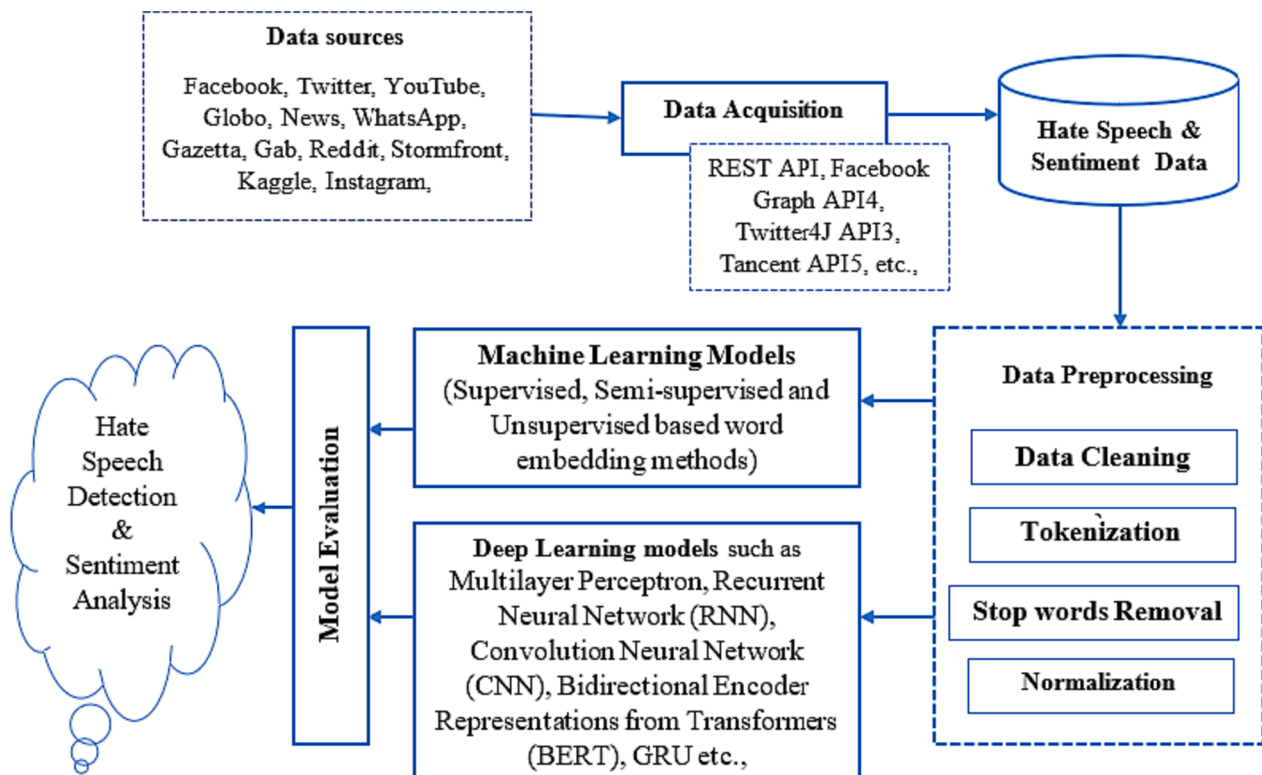 Data sources
Facebook, Twitter, YouTube,
Globo, News, WhatsApp,
Gazetta, Gab, Reddit, Stormfront,
Kaggle, Instagram,
Data Acquisition
REST API, Facebook
Graph API4,
Twitter4J API3,
Tancent API5, etc.,
Hate Speech &
Sentiment Data
Data Preprocessing
Data Cleaning
Tokenization
Stop words Removal
Normalization
Machine Learning Models
(Supervised, Semi-supervised and
Unsupervised based word
embedding methods)
Deep Learning models such as
Multilayer Perceptron, Recurrent
Neural Network (RNN),
Convolution Neural Network
(CNN), Bidirectional Encoder
Representations from Transformers
(BERT), GRU etc.,
Model Evaluation
Hate
Speech
Detection
&
Sentiment
Analysis